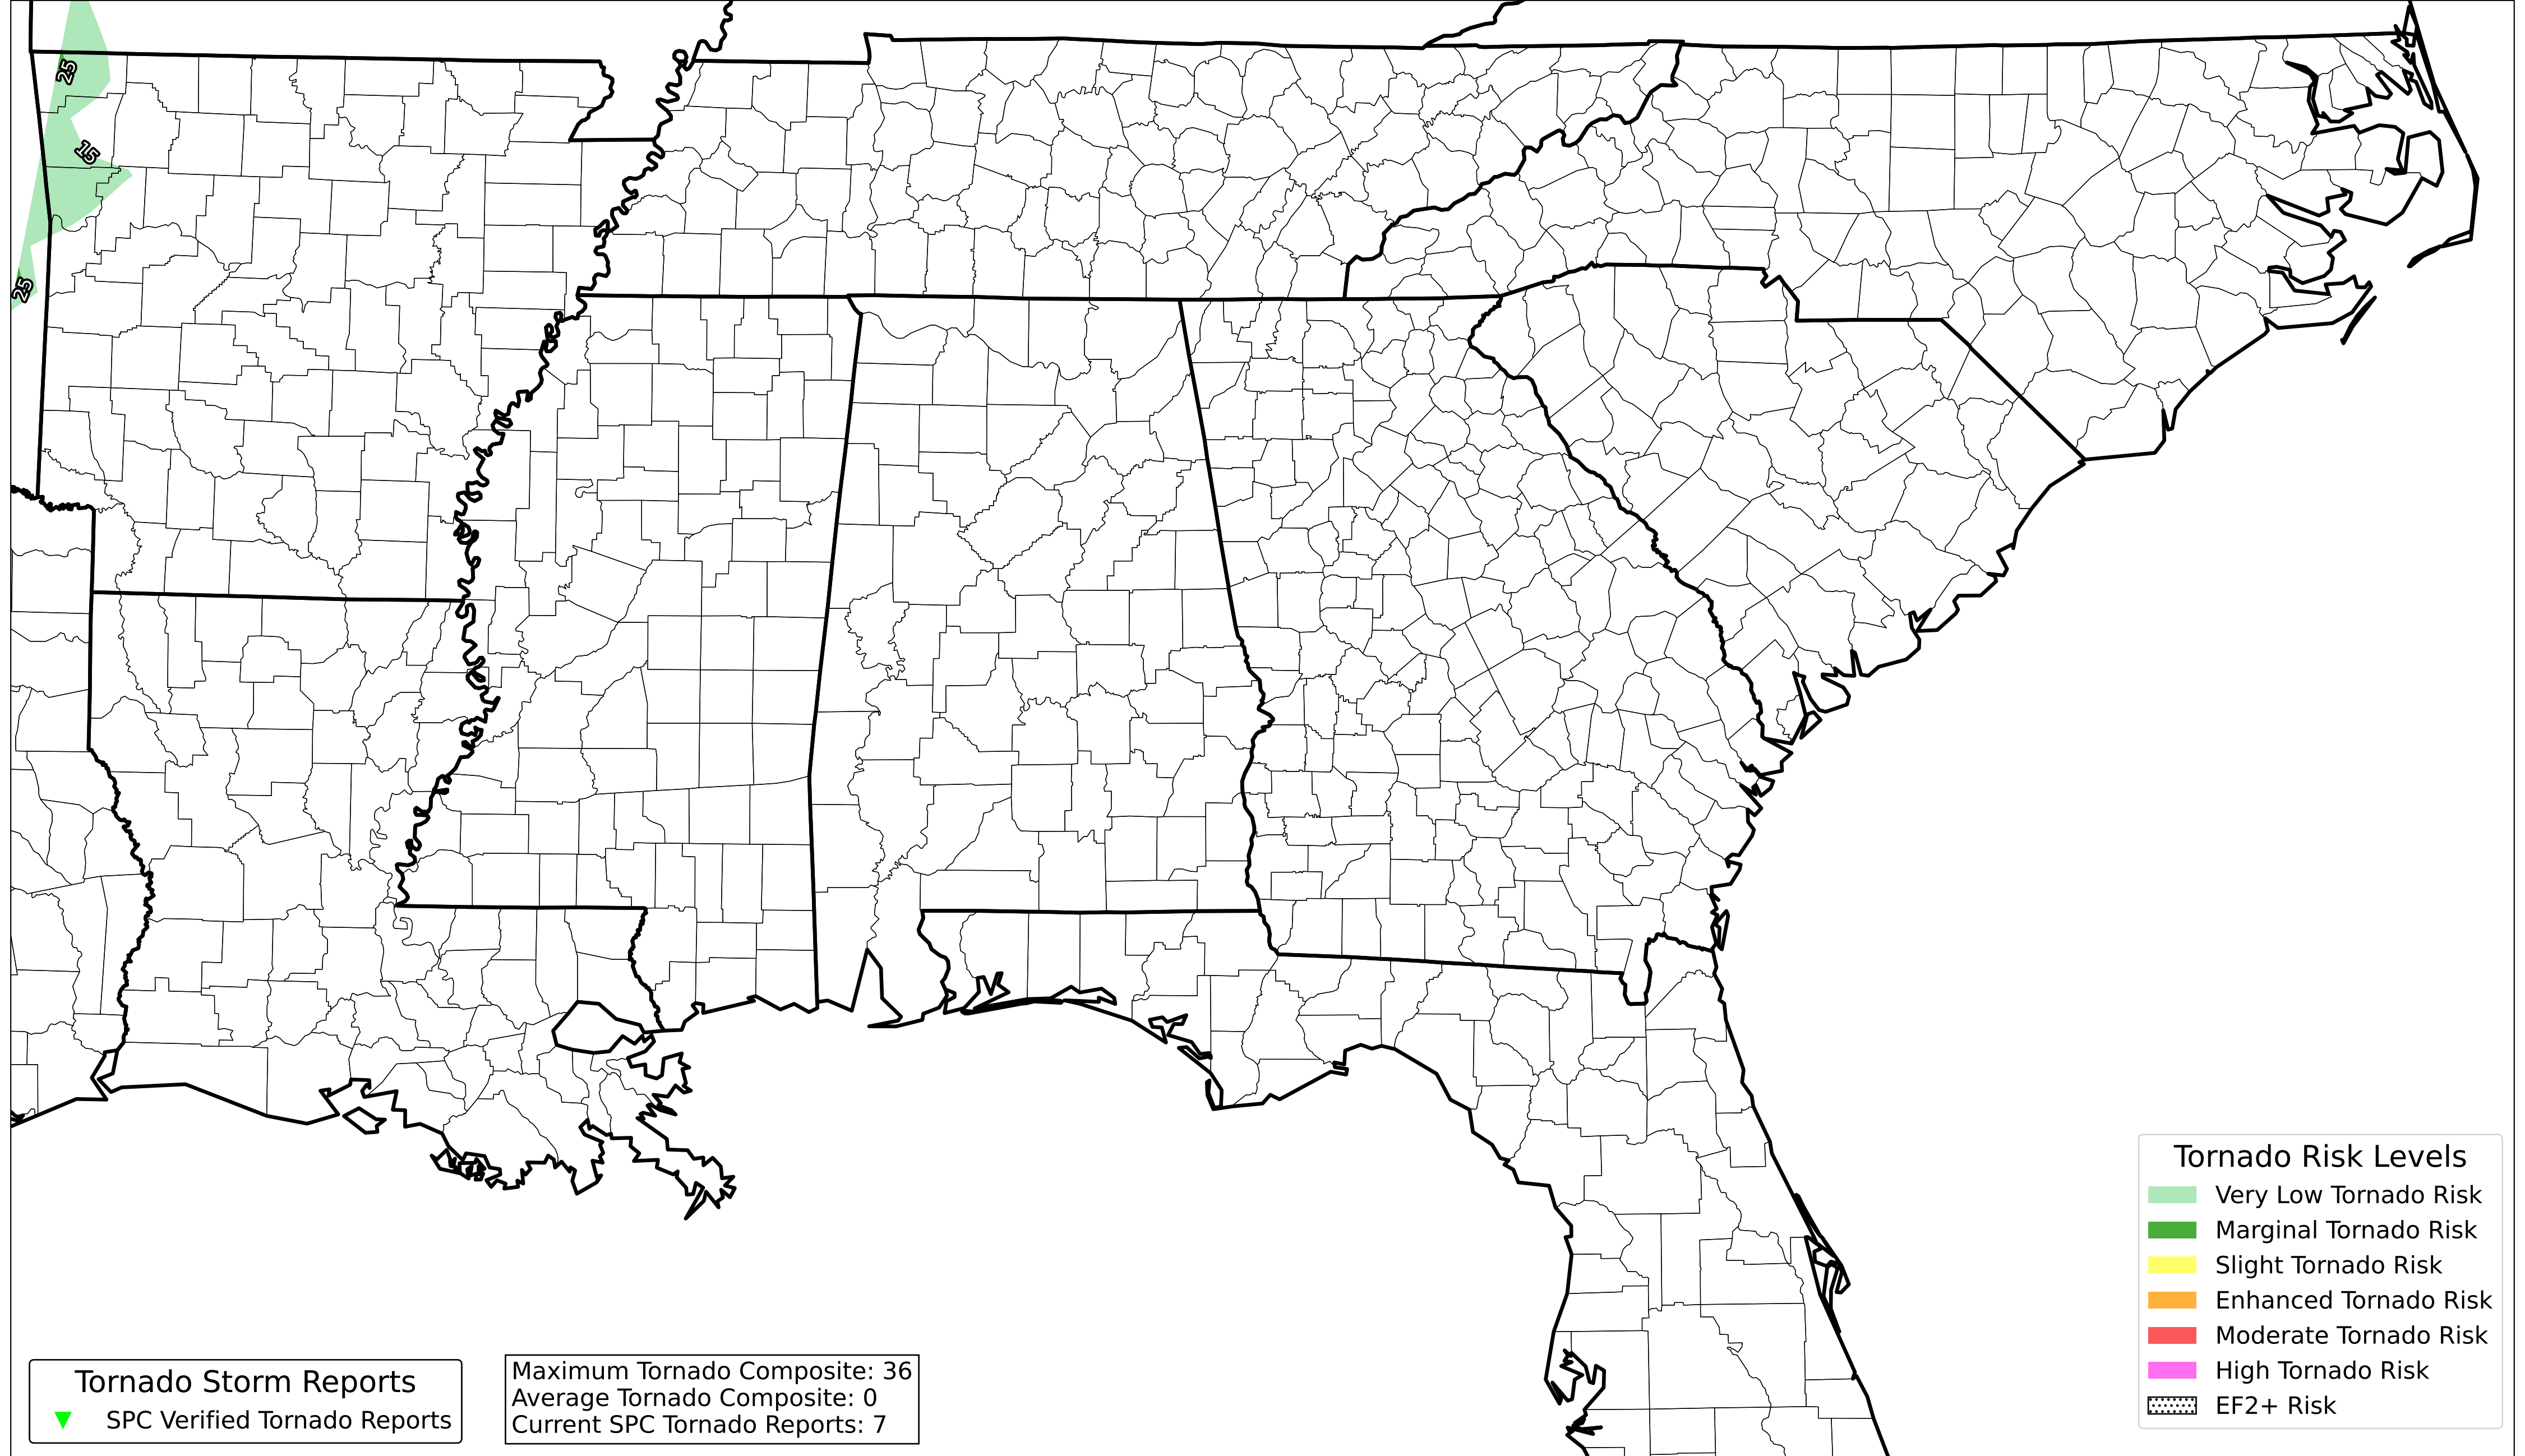 25
15
25
Tornado Storm Reports
SPC Verified Tornado Reports
Maximum Tornado Composite: 36
Average Tornado Composite: 0
Current SPC Tornado Reports: 7
Tornado Risk Levels
Very Low Tornado Risk
Marginal Tornado Risk
Slight Tornado Risk
Enhanced Tornado Risk
Moderate Tornado Risk
High Tornado Risk
EF2+ Risk